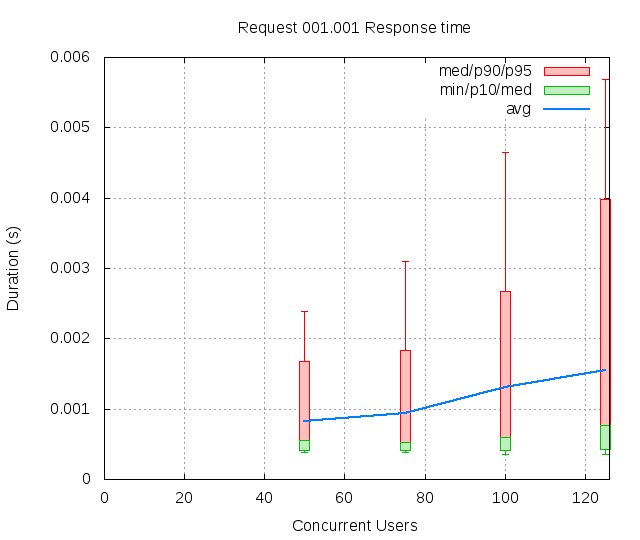 Request 001.001 Response time
0.006
0.005
0.004
0.003
0.002
0.001
0
Duration (s)
med/p90/p95
min/p10/med
avg
0 20 40 60 80 100 120
Concurrent Users